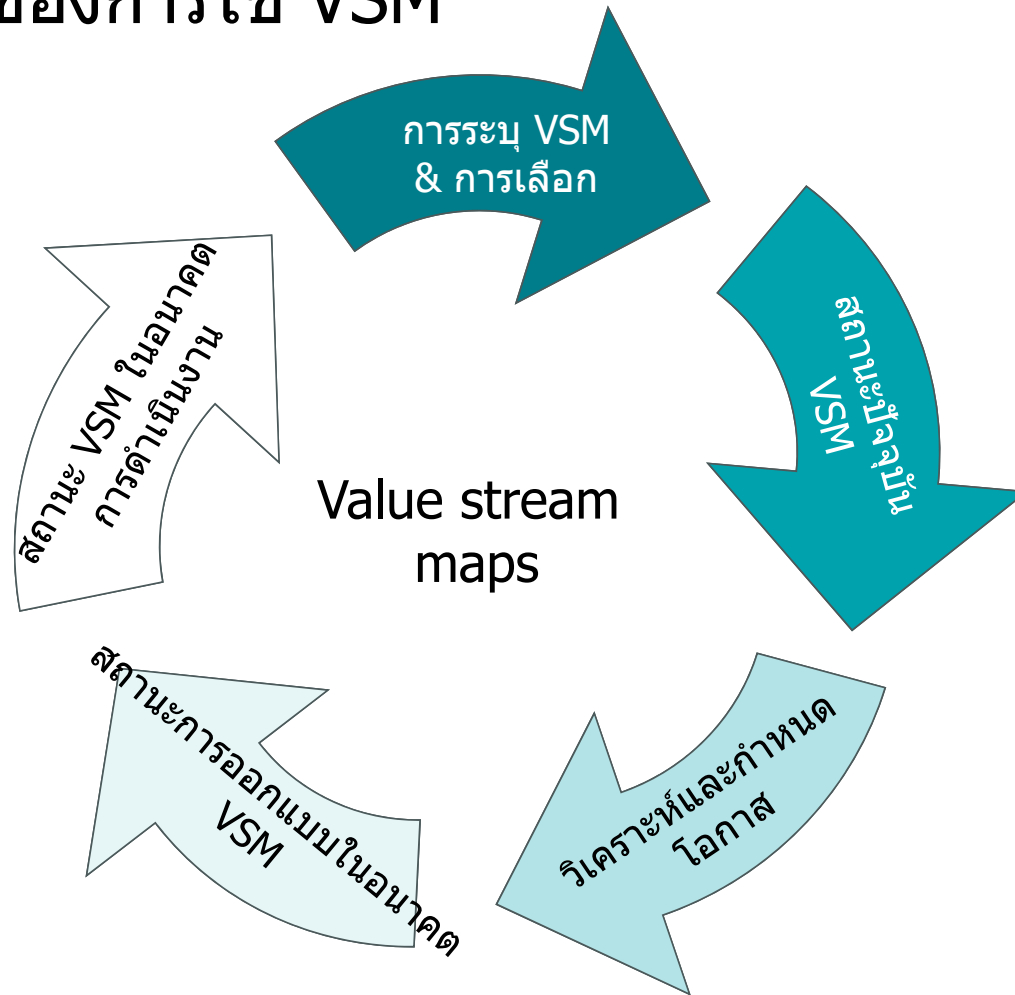 ของการใช้ VSM
การระบุ VSM
& การเลือก
สถานะปัจจุบัน
VSM
วิเคราะห์และกำหนด
โอกาส
สถานะการออกแบบในอนาคต
VSM
สถานะ VSM ในอนาคต
การดำเนินงาน
Value stream
maps